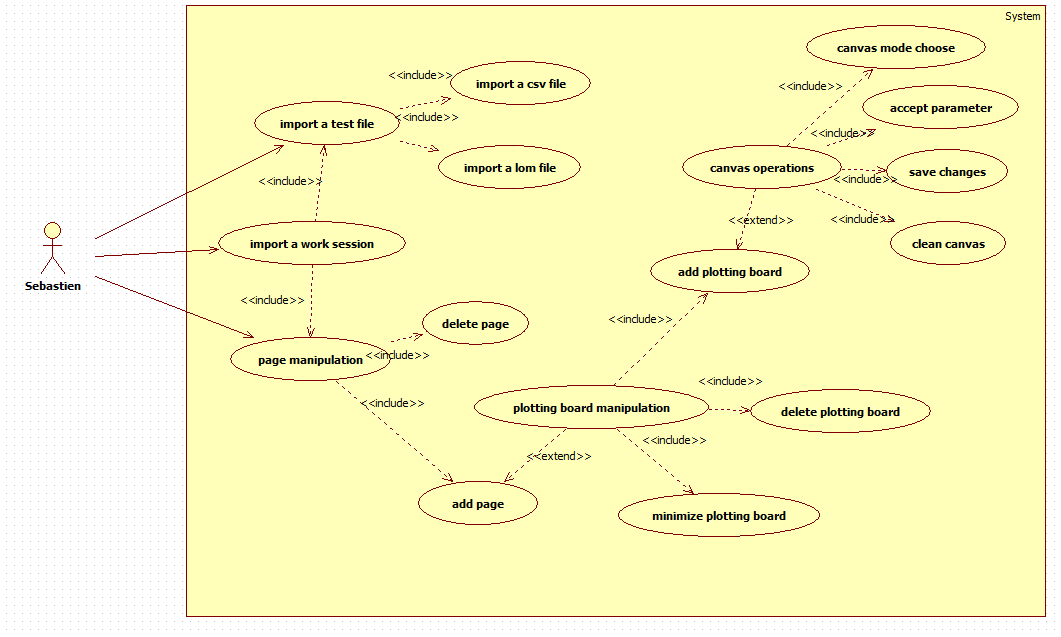 System
canvas mode choose
<<include>>
import a csv file
<<include>>
accept parameter
<<include>>
import a test file
<<include>>
import a lom file
canvas operations
<<include>>
save changes
<<include>>
<<include>>
<<extend>>
import a work session
clean canvas
add plotting board
Sebastien
<<include>>
<<include>>
delete page
page manipulation
<<include>>
<<include>>
<<include>>
plotting board manipulation
delete plotting board
<<include>>
<<extend>>
add page
minimize plotting board